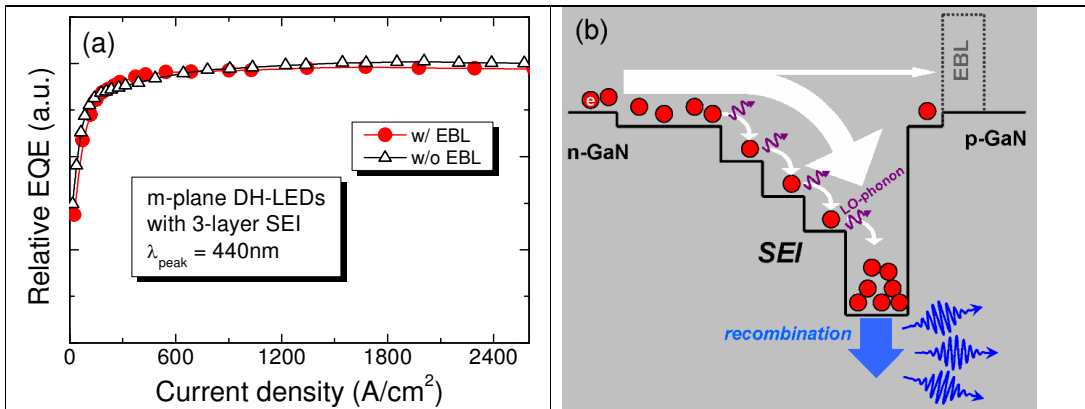 (a)
Relative EQE (a.u.)
w/ EBL
w/o EBL
m-plane DH-LEDs
with 3-layer SEI
λpeak = 440nm
0 600 1200 1800 2400
Current density (A/cm²)
(b)
EBL
e
n-GaN
p-GaN
LO-phonon
SEI
recombination